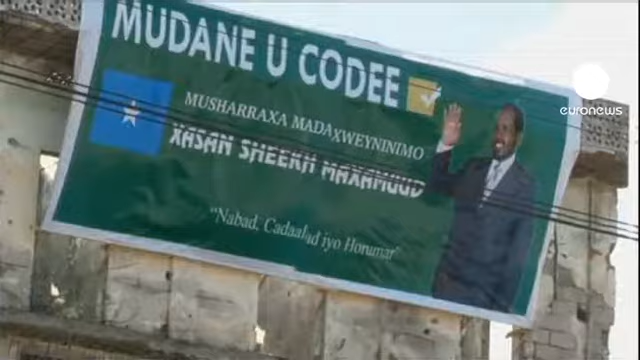 MUDANE U CODEE
MUSHARRAXA MADAXWEYNINIMO
XASAN SHEEKH MAXAMUUD
"Nabad, Cadaalad iyo Horumar"
euronews